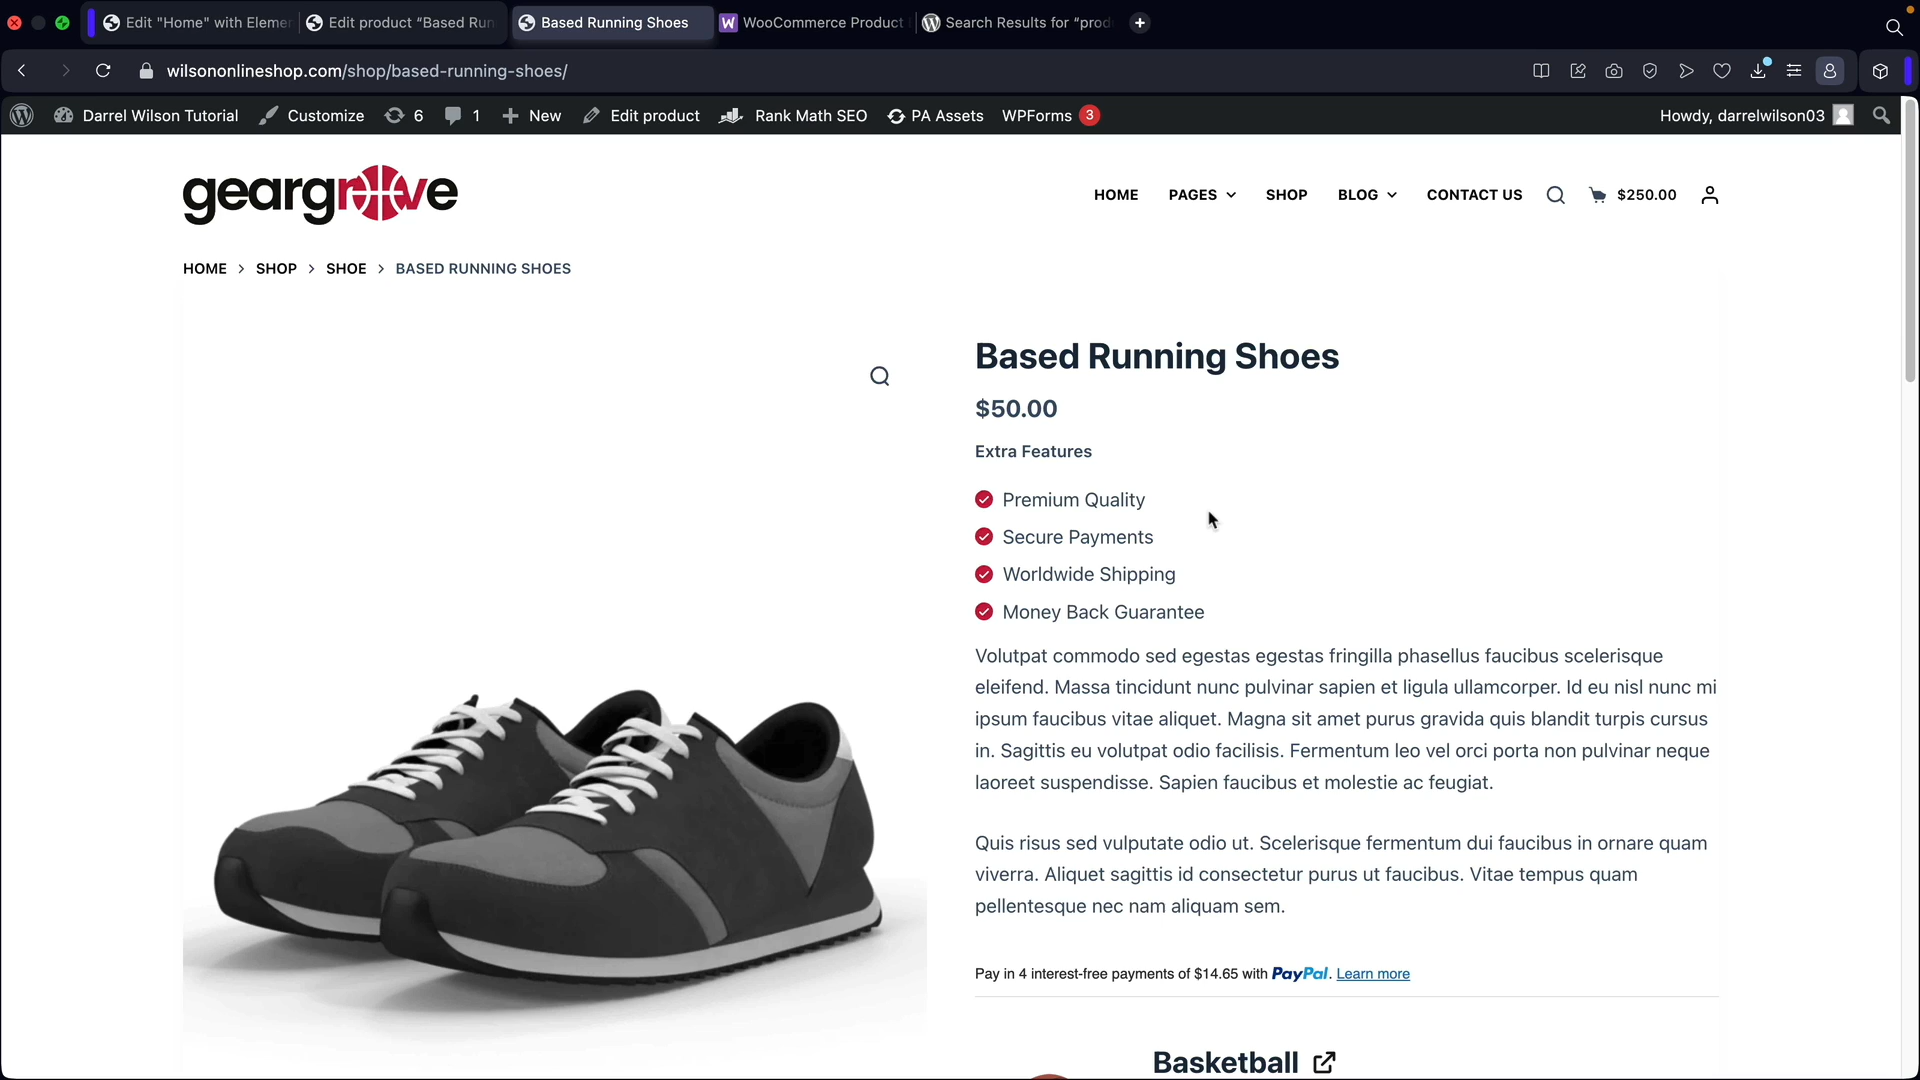 Edit "Home" with Elemen
Edit product "Based Run
Based Running Shoes
WooCommerce Product
Search Results for "prod
wilsononlineshop.com/shop/based-running-shoes/
Darrel Wilson Tutorial
Customize
6
1
New
Edit product
Rank Math SEO
PA Assets
WPForms 3
Howdy, darrelwilson03
geargroove
HOME
PAGES
SHOP
BLOG
CONTACT US
$250.00
HOME > SHOP > SHOE > BASED RUNNING SHOES
Based Running Shoes
$50.00
Extra Features
Premium Quality
Secure Payments
Worldwide Shipping
Money Back Guarantee
Volutpat commodo sed egestas egestas fringilla phasellus faucibus scelerisque
eleifend. Massa tincidunt nunc pulvinar sapien et ligula ullamcorper. Id eu nisl nunc mi
ipsum faucibus vitae aliquet. Magna sit amet purus gravida quis blandit turpis cursus
in. Sagittis eu volutpat odio facilisis. Fermentum leo vel orci porta non pulvinar neque
laoreet suspendisse. Sapien faucibus et molestie ac feugiat.
Quis risus sed vulputate odio ut. Scelerisque fermentum dui faucibus in ornare quam
viverra. Aliquet sagittis id consectetur purus ut faucibus. Vitae tempus quam
pellentesque nec nam aliquam sem.
Pay in 4 interest-free payments of $14.65 with PayPal. Learn more
Basketball